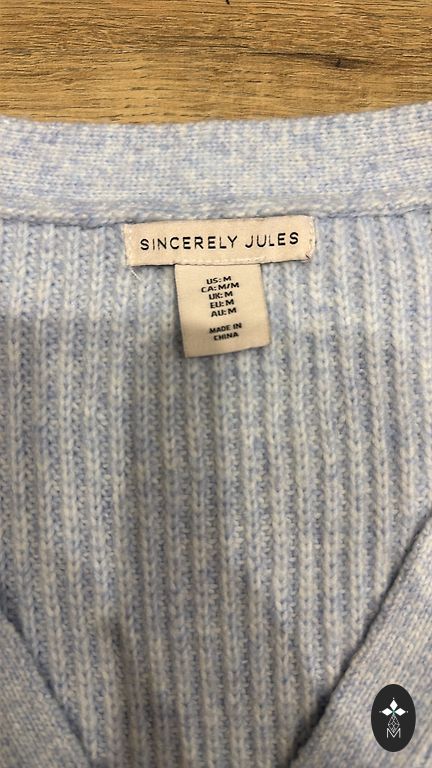 SINCERELY JULES
US: M
CA: M/M
UK: M
EU: M
AU: M
MADE IN
CHINA
M